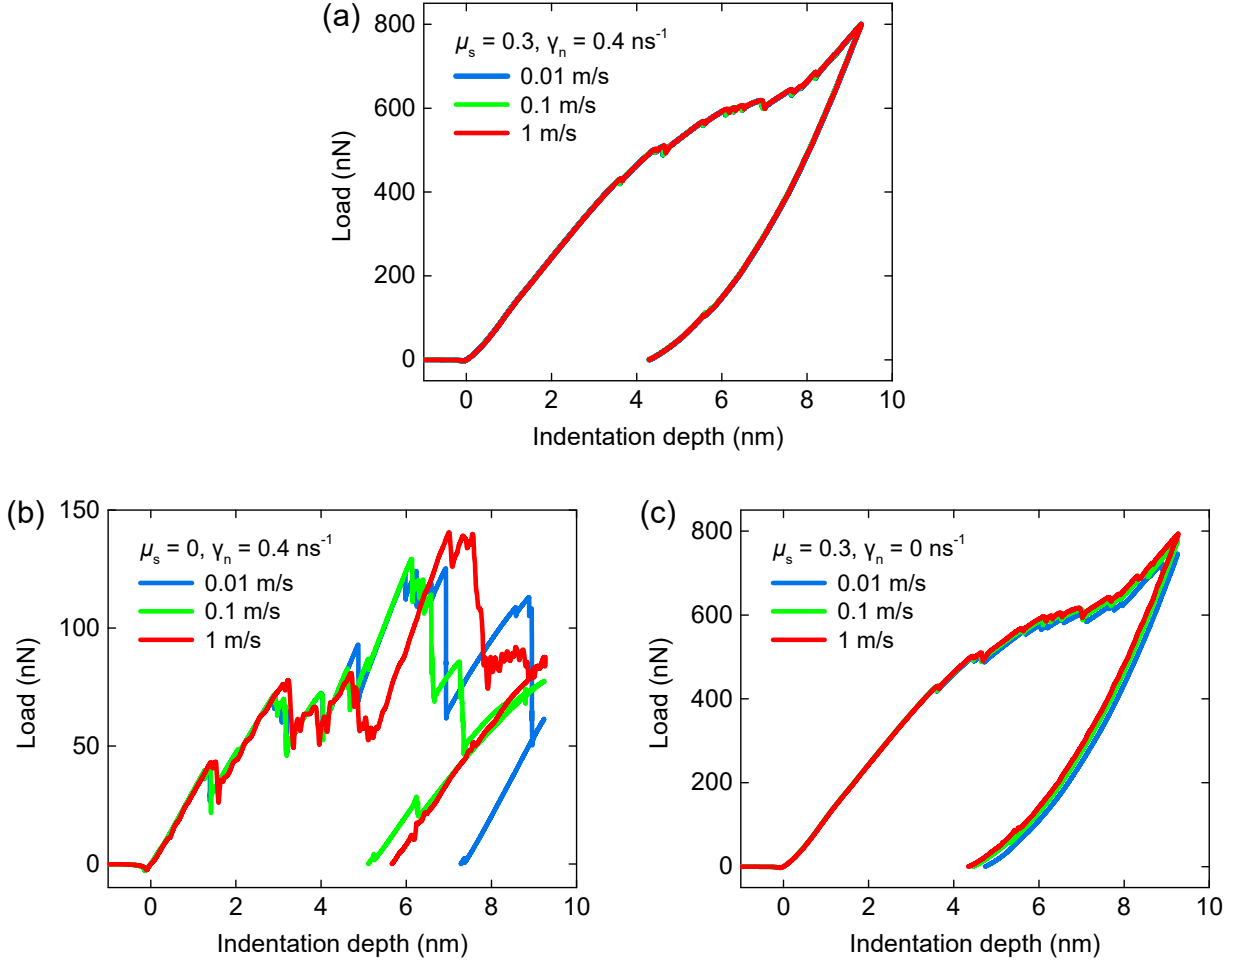 (a)
μs = 0.3, γn = 0.4 ns-1
0.01 m/s
0.1 m/s
1 m/s
800
600
400
200
0
Load (nN)
0 2 4 6 8 10
Indentation depth (nm)
(b)
μs = 0, γn = 0.4 ns-1
0.01 m/s
0.1 m/s
1 m/s
150
100
50
0
Load (nN)
0 2 4 6 8 10
Indentation depth (nm)
(c)
μs = 0.3, γn = 0 ns-1
0.01 m/s
0.1 m/s
1 m/s
800
600
400
200
0
Load (nN)
0 2 4 6 8 10
Indentation depth (nm)